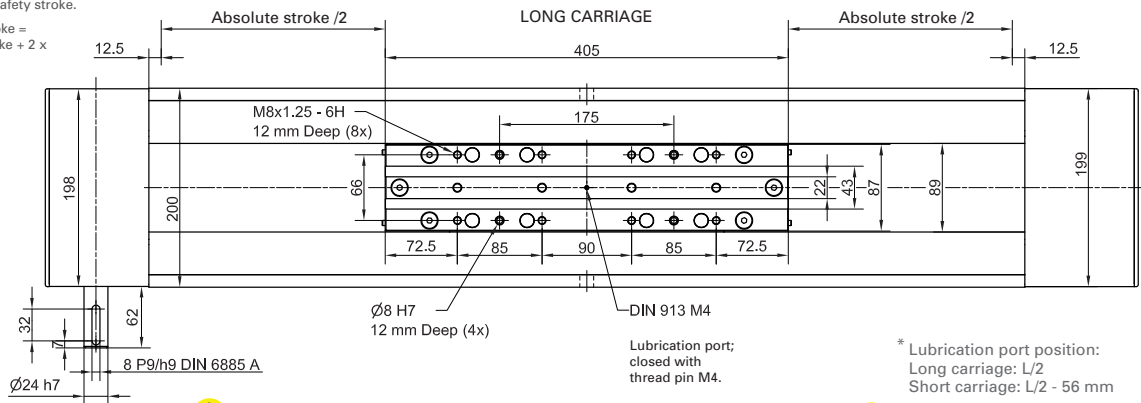 afety stroke.
oke =
ke + 2 x
Absolute stroke /2
LONG CARRIAGE
Absolute stroke /2
12.5
405
12.5
M8x1.25 - 6H
12 mm Deep (8x)
175
198
200
66
22
43
87
89
199
72.5
85
90
85
72.5
32
7
62
Ø8 H7
12 mm Deep (4x)
DIN 913 M4
Lubrication port;
closed with
thread pin M4.
* Lubrication port position:
Long carriage: L/2
Short carriage: L/2 - 56 mm
8 P9/h9 DIN 6885 A
Ø24 h7